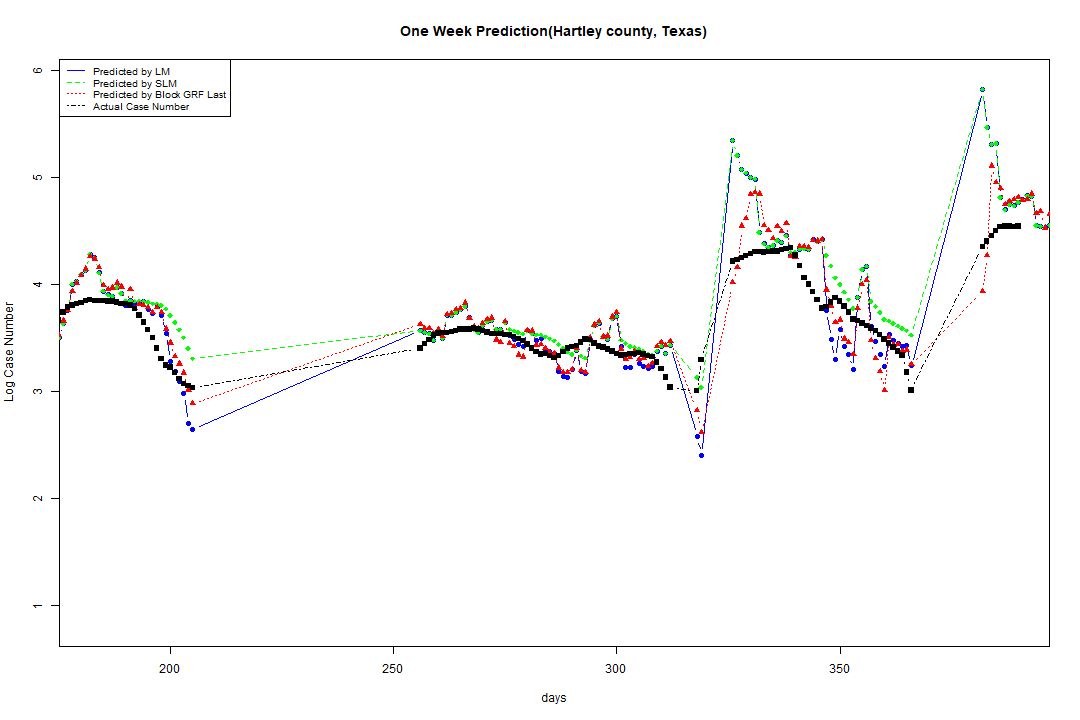 One Week Prediction(Hartley county, Texas)
Predicted by LM
Predicted by SLM
Predicted by Block GRF Last
Actual Case Number
Log Case Number
6
5
4
3
2
1
200 250 300 350
days